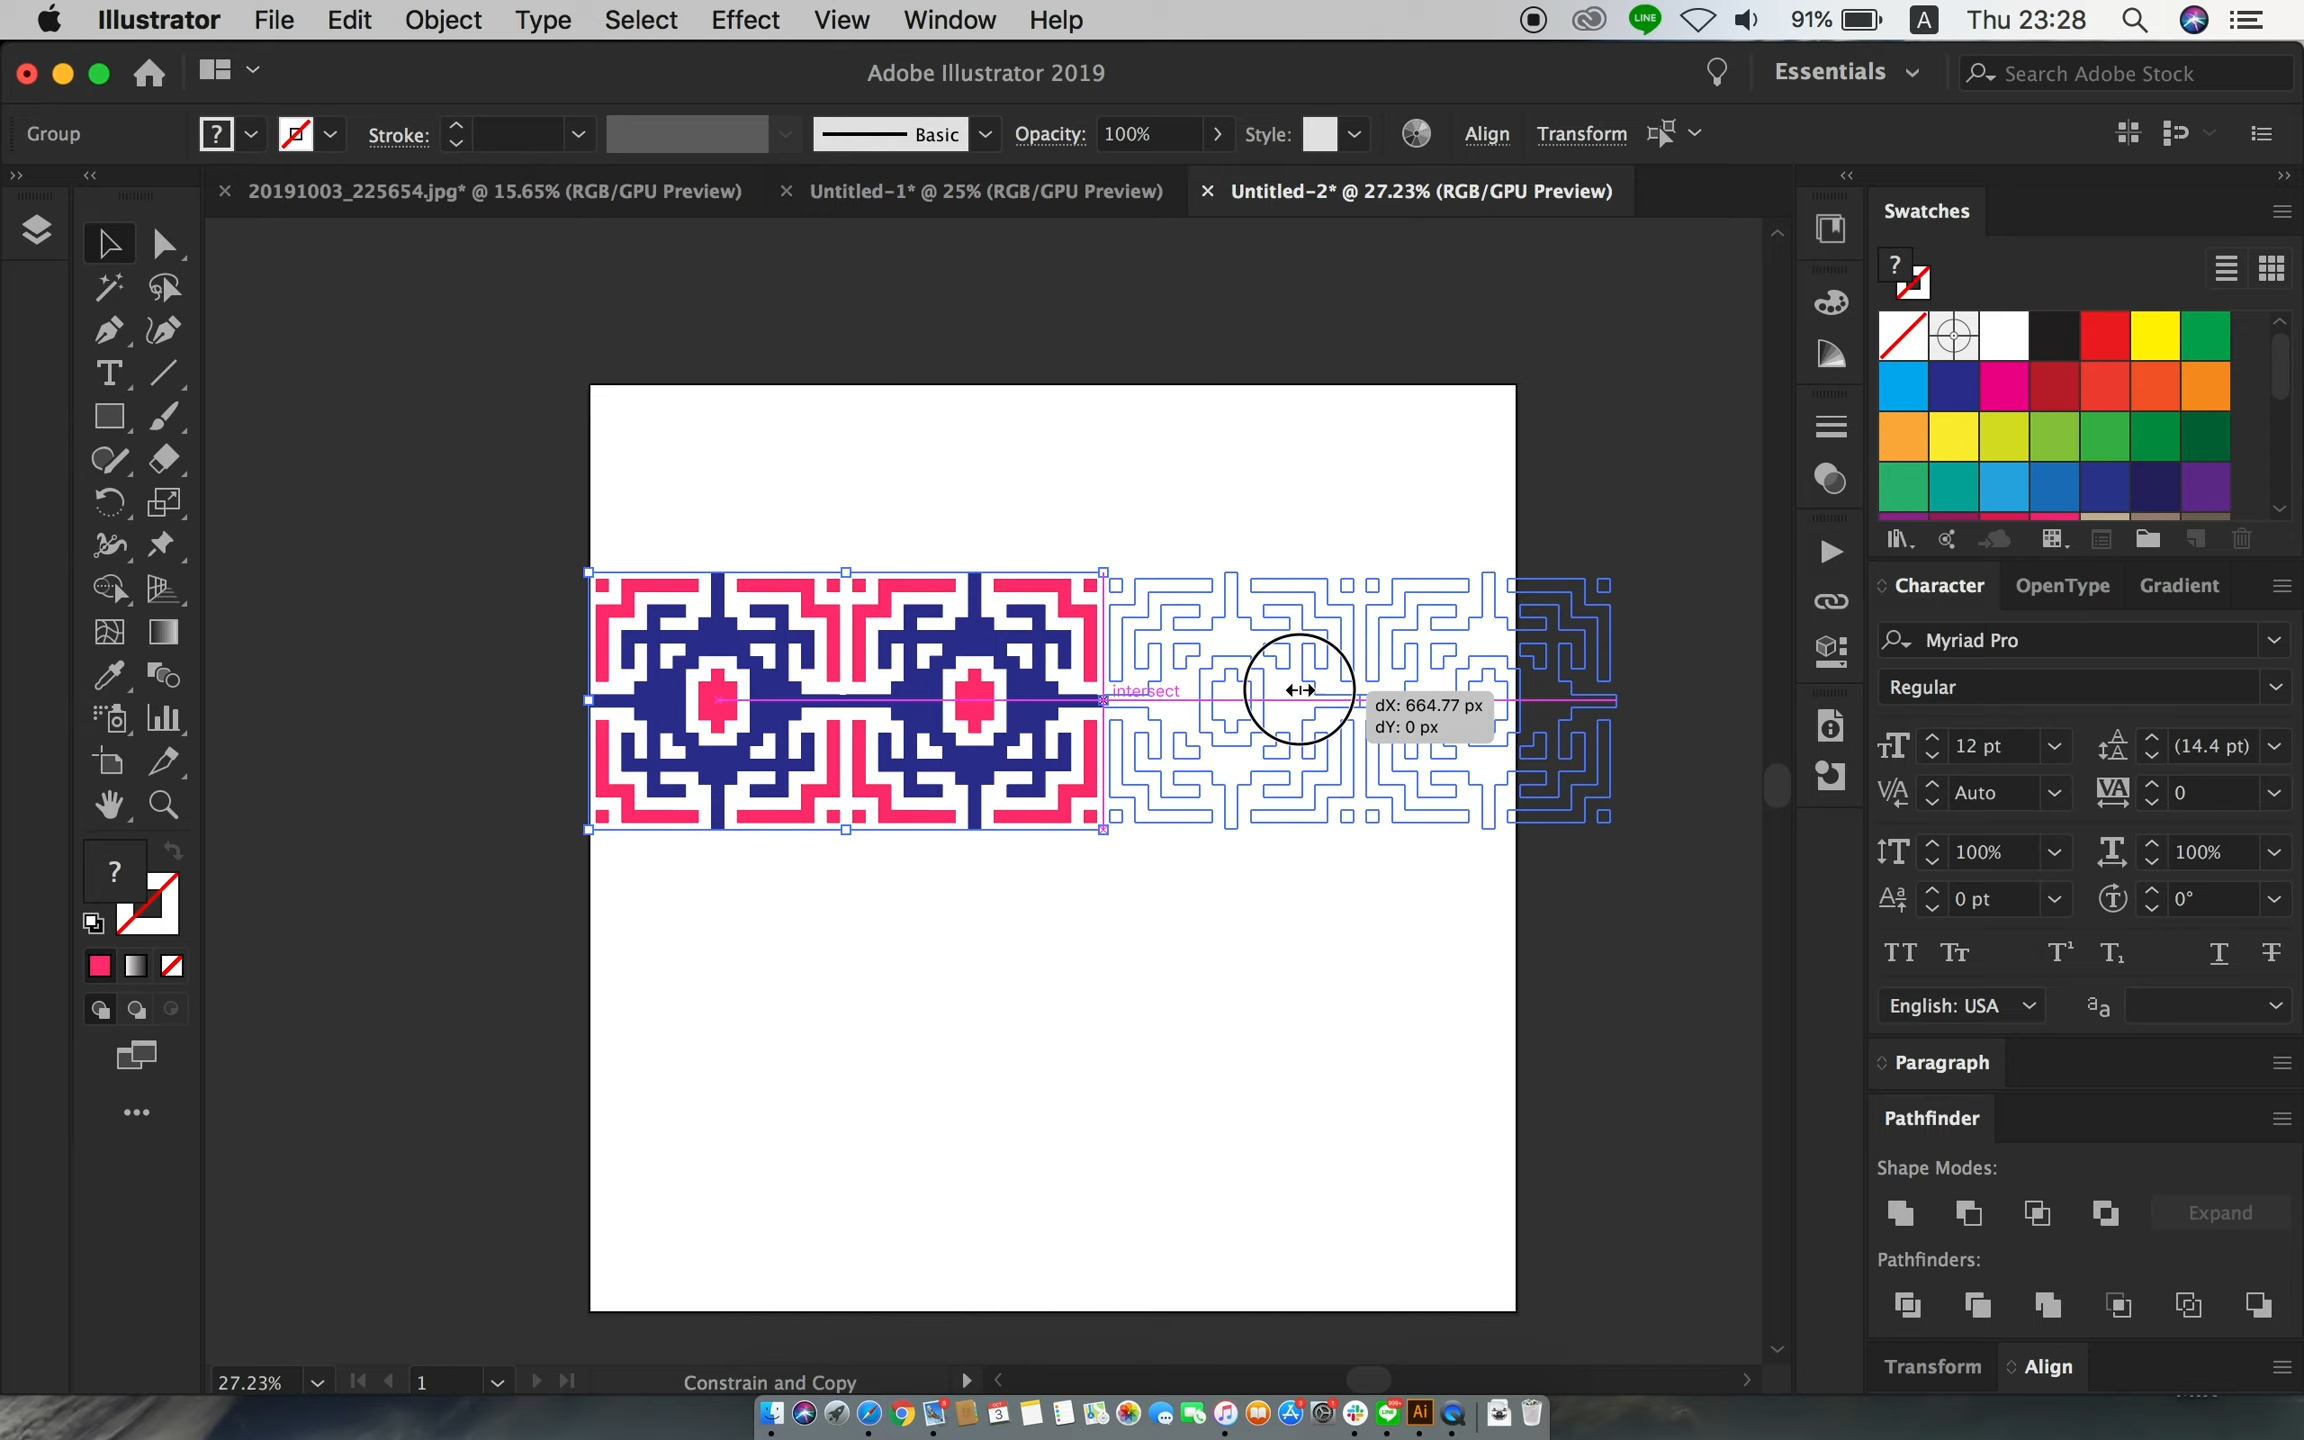 Illustrator File Edit Object Type Select Effect View Window Help
LINE 91% A Thu 23:28
Adobe Illustrator 2019
Essentials
Search Adobe Stock
Group
?
Stroke:
Basic
Opacity: 100%
Style:
Align
Transform
20191003_225654.jpg* @ 15.65% (RGB/GPU Preview)
Untitled-1* @ 25% (RGB/GPU Preview)
Untitled-2* @ 27.23% (RGB/GPU Preview)
Swatches
?
Character OpenType Gradient
Myriad Pro
Regular
12 pt (14.4 pt)
Auto 0
100% 100%
0 pt 0°
English: USA
Paragraph
Pathfinder
Shape Modes:
Expand
Pathfinders:
Transform Align
intersect
dX: 664.77 px
dY: 0 px
?
27.23% 1 Constrain and Copy